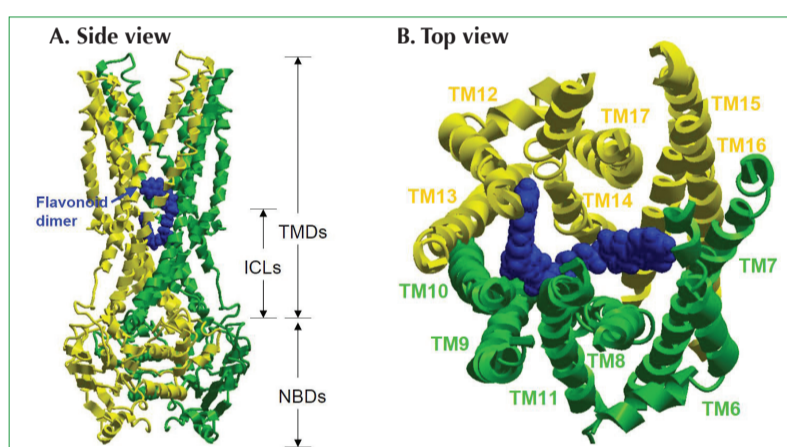 A. Side view
Flavonoid
dimer
ICLs
TMDs
NBDs
B. Top view
TM12
TM17
TM15
TM16
TM13
TM14
TM10
TM7
TM9
TM8
TM11
TM6